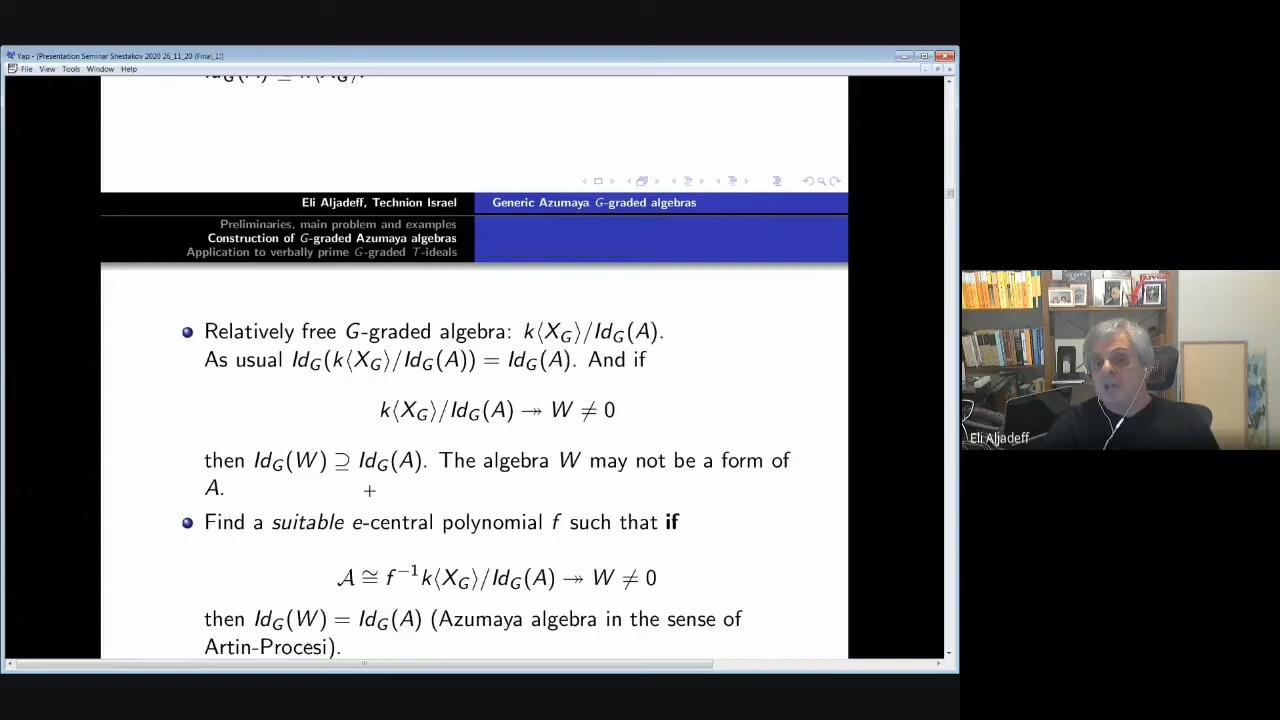 Yap - (Presentation Seminar Shestakov 2020 26_11_20 (Final_1)]
File View Tools Window Help
Eli Aljadeff, Technion Israel Generic Azumaya G-graded algebras
Preliminaries, main problem and examples
Construction of G-graded Azumaya algebras
Application to verbally prime G-graded T-ideals
Relatively free G-graded algebra: k⟨X_G⟩/Id_G(A).
As usual Id_G(k⟨X_G⟩/Id_G(A)) = Id_G(A). And if
k⟨X_G⟩/Id_G(A) ↠ W ≠ 0
then Id_G(W) ⊇ Id_G(A). The algebra W may not be a form of
A.
Find a suitable e-central polynomial f such that if
𝒜 ≅ f⁻¹k⟨X_G⟩/Id_G(A) ↠ W ≠ 0
then Id_G(W) = Id_G(A) (Azumaya algebra in the sense of
Artin-Procesi).
Eli Aljadeff